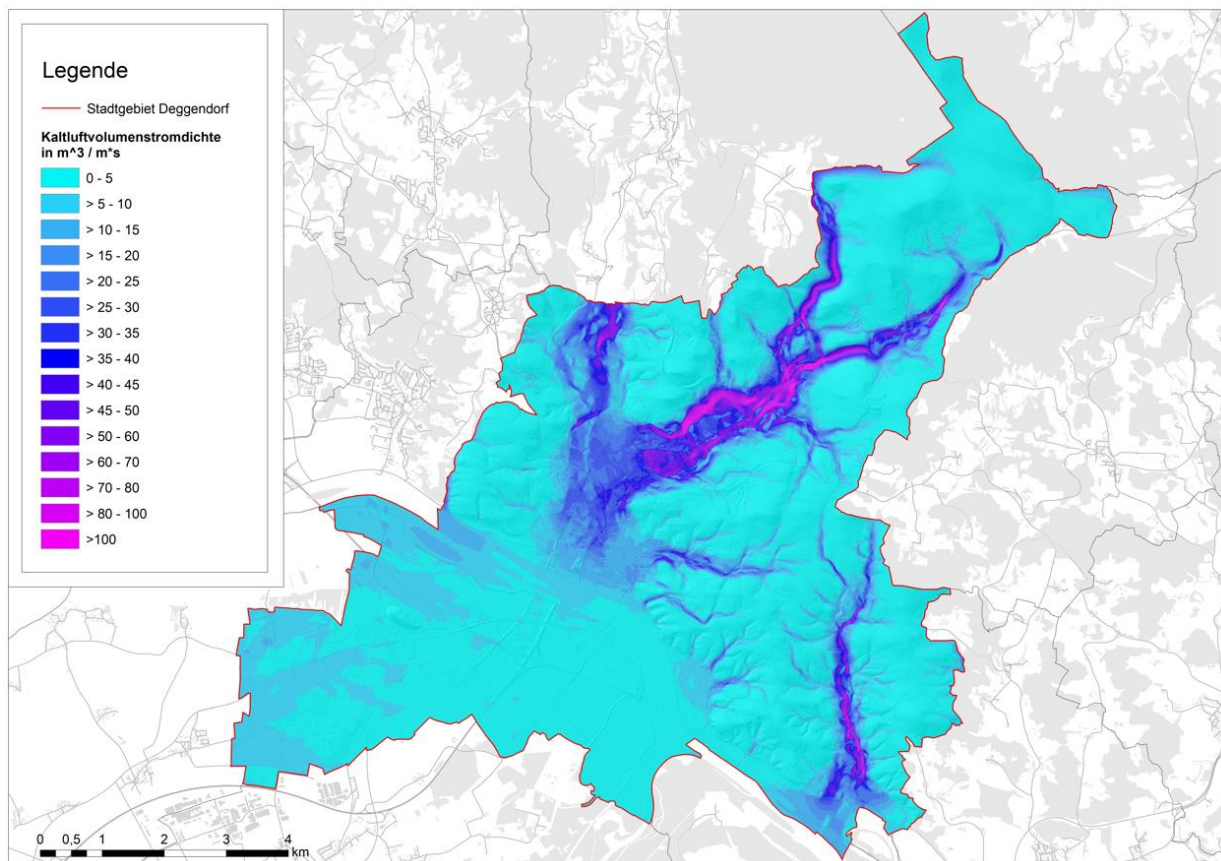 Legende
Stadtgebiet Deggendorf
Kaltluftvolumenstromdichte
in m^3 / m*s
0 - 5
> 5 - 10
> 10 - 15
> 15 - 20
> 20 - 25
> 25 - 30
> 30 - 35
> 35 - 40
> 40 - 45
> 45 - 50
> 50 - 60
> 60 - 70
> 70 - 80
> 80 - 100
>100
0 0,5 1 2 3 4
km